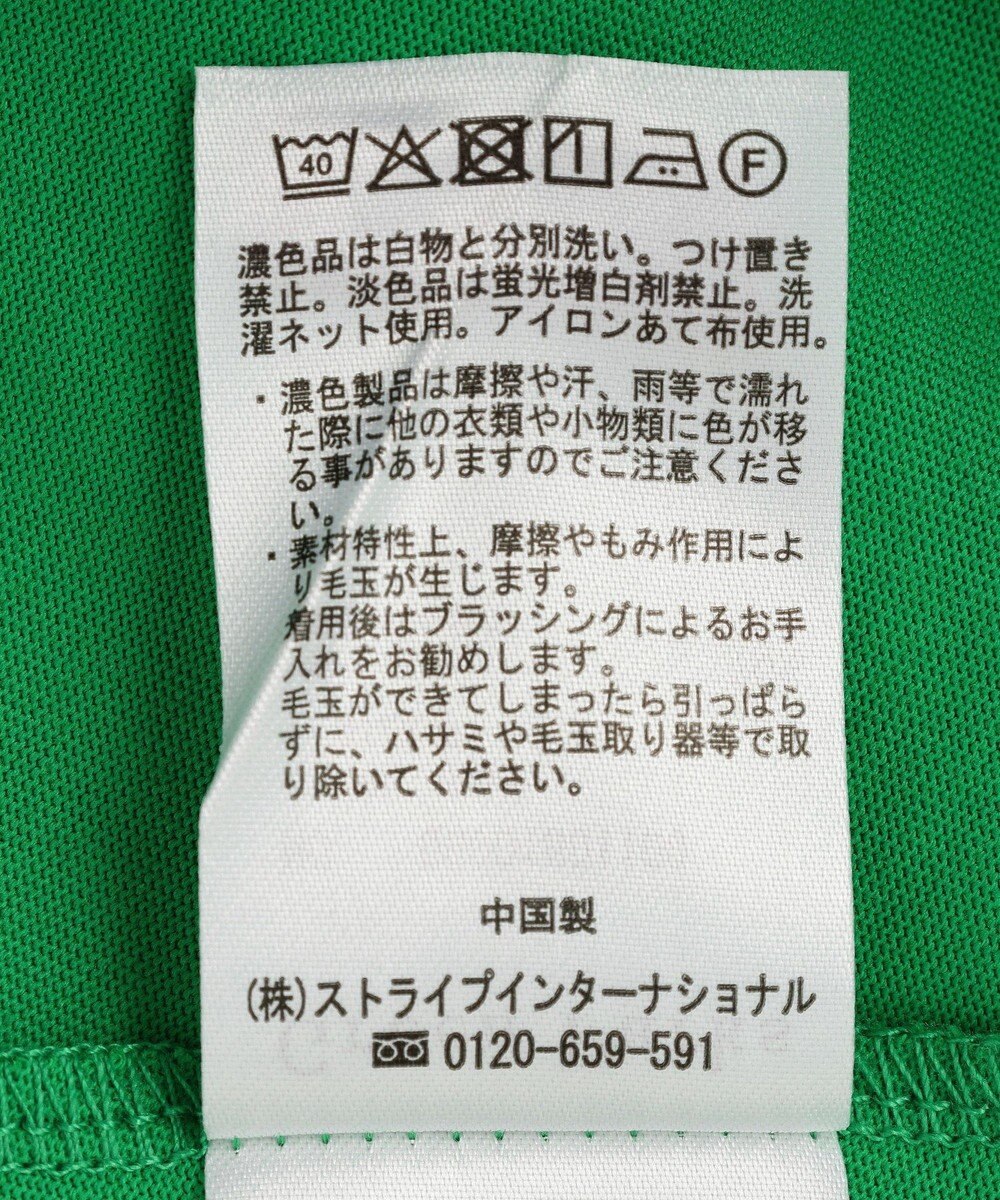 40
F
濃色品は白物と分別洗い。つけ置き
禁止。淡色品は蛍光増白剤禁止。洗
濯ネット使用。アイロンあて布使用。
・濃色製品は摩擦や汗、雨等で濡れ
た際に他の衣類や小物類に色が移
る事がありますのでご注意くださ
い。
・素材特性上、摩擦やもみ作用によ
り毛玉が生じます。
着用後はブラッシングによるお手
入れをお勧めします。
毛玉ができてしまったら引っぱら
ずに、ハサミや毛玉取り器等で取
り除いてください。
中国製
(株)ストライプインターナショナル
0120-659-591